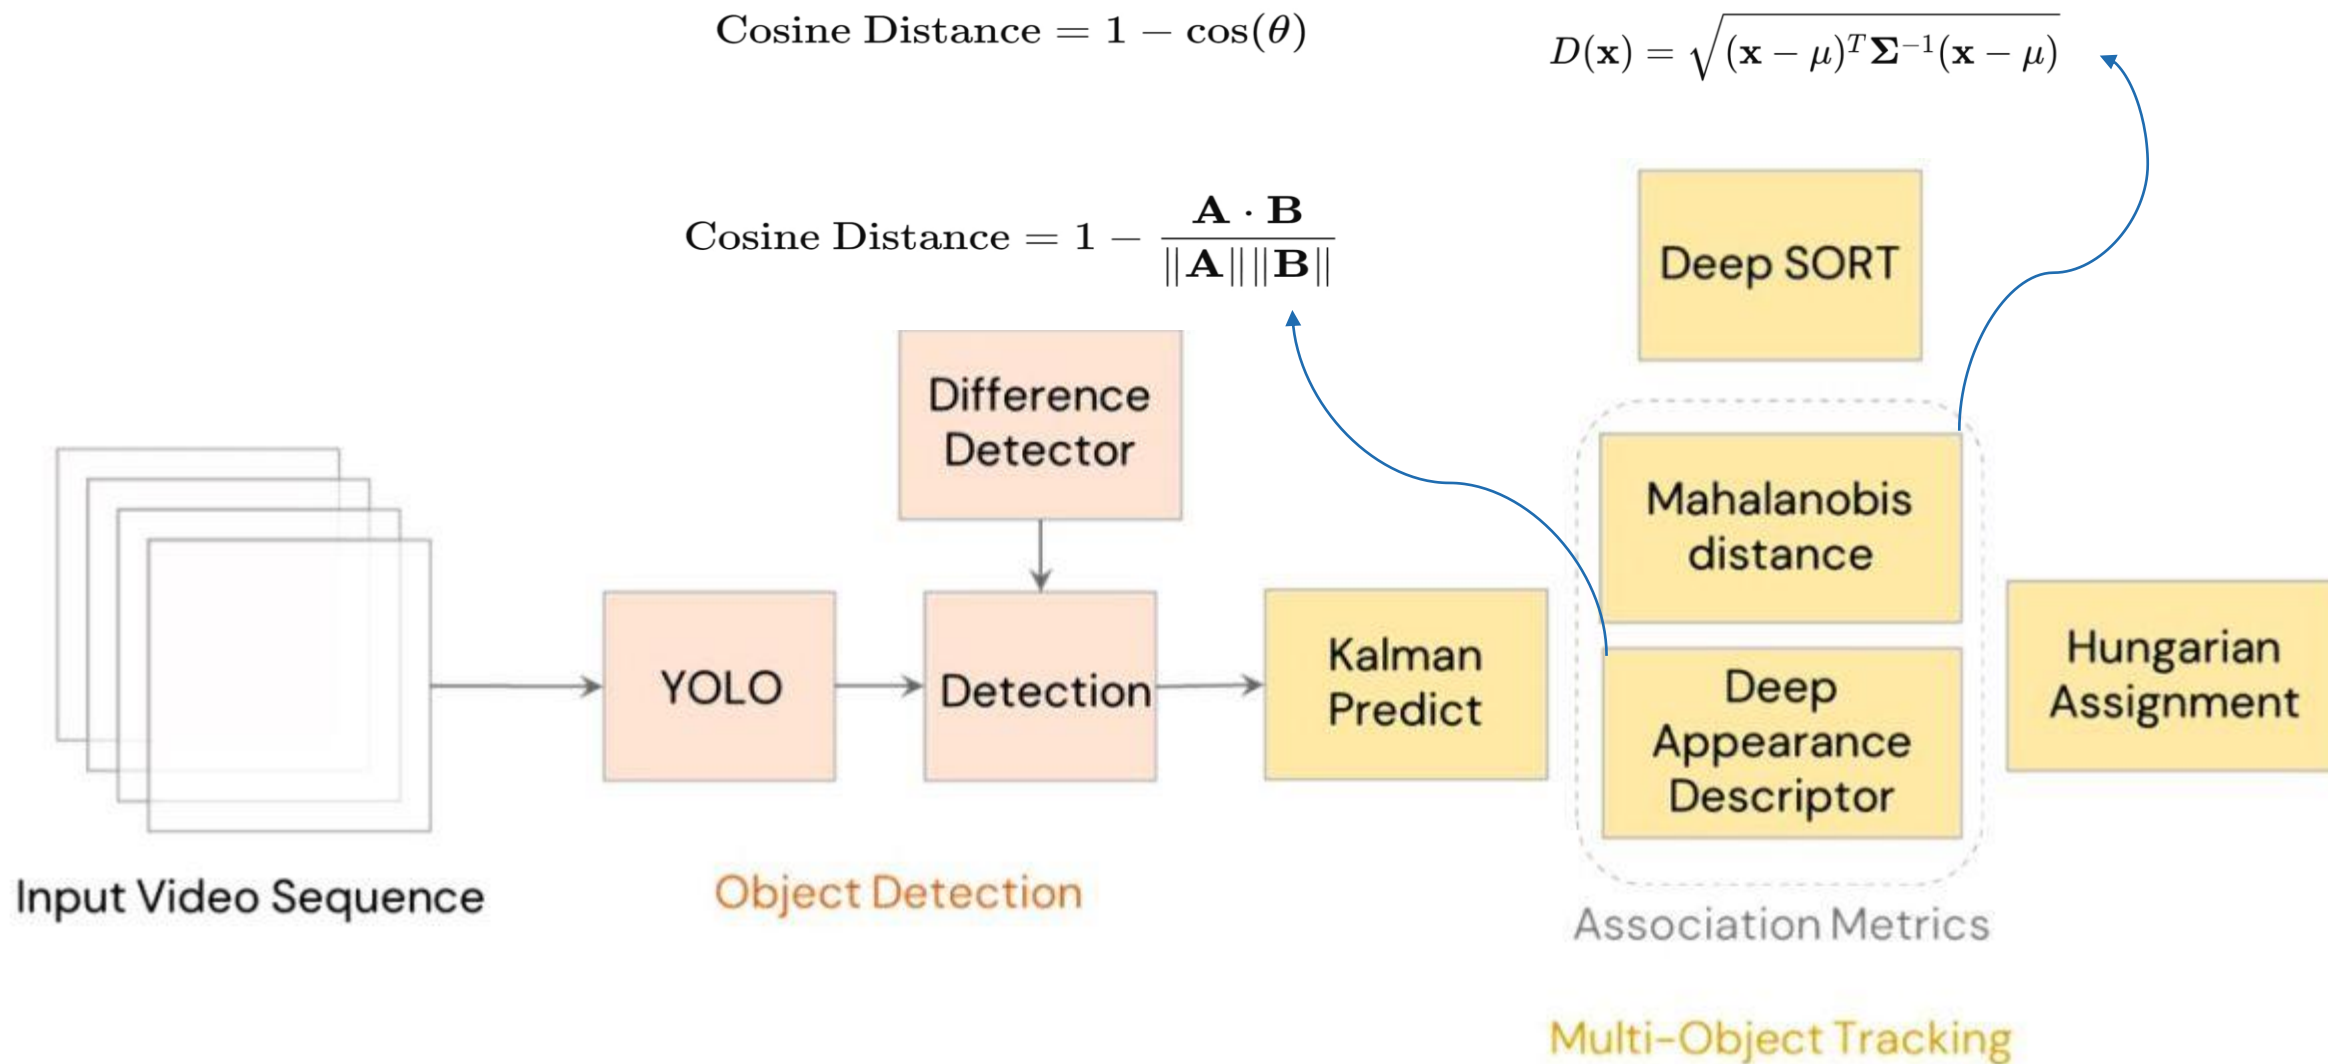 Cosine Distance = 1 − cos(θ)
D(x) = √(x − μ)ᵀ Σ⁻¹(x − μ)
Cosine Distance = 1 − A · B / ‖A‖‖B‖
Deep SORT
Difference
Detector
Mahalanobis
distance
YOLO
Detection
Kalman
Predict
Deep
Appearance
Descriptor
Hungarian
Assignment
Input Video Sequence
Object Detection
Association Metrics
Multi-Object Tracking